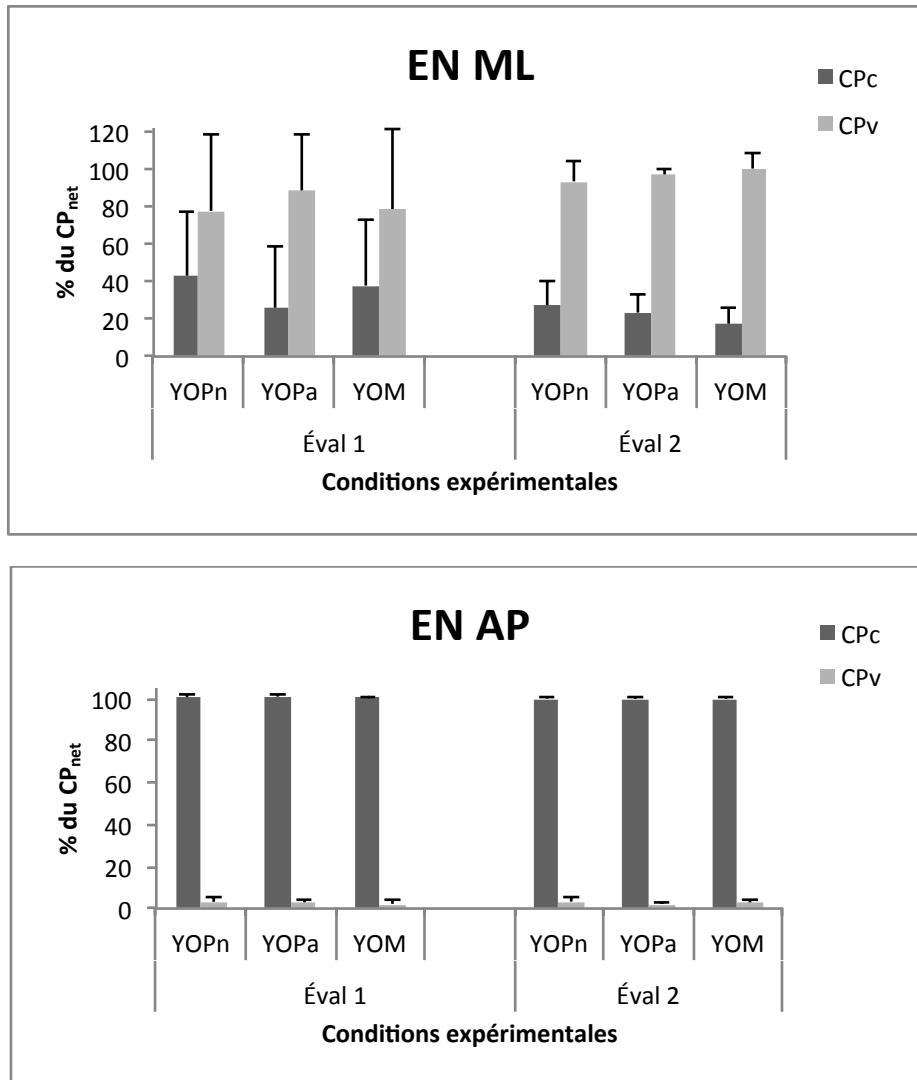 EN ML
CPc
CPv
% du CPnet
120
100
80
60
40
20
0
YOPn YOPa YOM YOPn YOPa YOM
Éval 1 Éval 2
Conditions expérimentales
EN AP
CPc
CPv
% du CPnet
100
80
60
40
20
0
YOPn YOPa YOM YOPn YOPa YOM
Éval 1 Éval 2
Conditions expérimentales